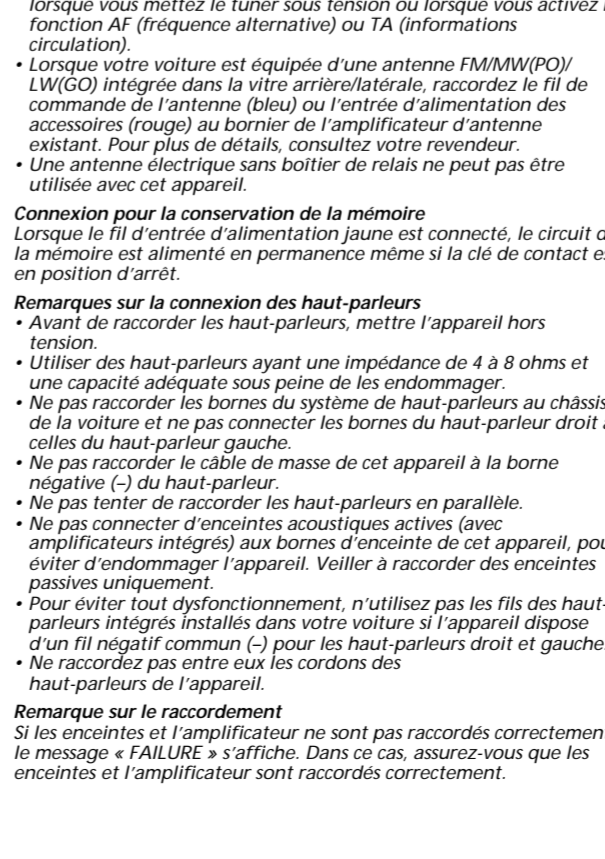 lorsque vous mettez le tuner sous tension ou lorsque vous activez l
fonction AF (fréquence alternative) ou TA (informations
circulation).
• Lorsque votre voiture est équipée d’une antenne FM/MW(PO)/
LW(GO) intégrée dans la vitre arrière/latérale, raccordez le fil de
commande de l’antenne (bleu) ou l’entrée d’alimentation des
accessoires (rouge) au bornier de l’amplificateur d’antenne
existant. Pour plus de détails, consultez votre revendeur.
• Une antenne électrique sans boîtier de relais ne peut pas être
utilisée avec cet appareil.
Connexion pour la conservation de la mémoire
Lorsque le fil d’entrée d’alimentation jaune est connecté, le circuit d
la mémoire est alimenté en permanence même si la clé de contact es
en position d’arrêt.
Remarques sur la connexion des haut-parleurs
• Avant de raccorder les haut-parleurs, mettre l’appareil hors
tension.
• Utiliser des haut-parleurs ayant une impédance de 4 à 8 ohms et
une capacité adéquate sous peine de les endommager.
• Ne pas raccorder les bornes du système de haut-parleurs au châssis
de la voiture et ne pas connecter les bornes du haut-parleur droit à
celles du haut-parleur gauche.
• Ne pas raccorder le câble de masse de cet appareil à la borne
négative (–) du haut-parleur.
• Ne pas tenter de raccorder les haut-parleurs en parallèle.
• Ne pas connecter d’enceintes acoustiques actives (avec
amplificateurs intégrés) aux bornes d’enceinte de cet appareil, pou
éviter d’endommager l’appareil. Veiller à raccorder des enceintes
passives uniquement.
• Pour éviter tout dysfonctionnement, n’utilisez pas les fils des haut-
parleurs intégrés installés dans votre voiture si l’appareil dispose
d’un fil négatif commun (–) pour les haut-parleurs droit et gauche.
• Ne raccordez pas entre eux les cordons des
haut-parleurs de l’appareil.
Remarque sur le raccordement
Si les enceintes et l’amplificateur ne sont pas raccordés correctement
le message « FAILURE » s’affiche. Dans ce cas, assurez-vous que les
enceintes et l’amplificateur sont raccordés correctement.